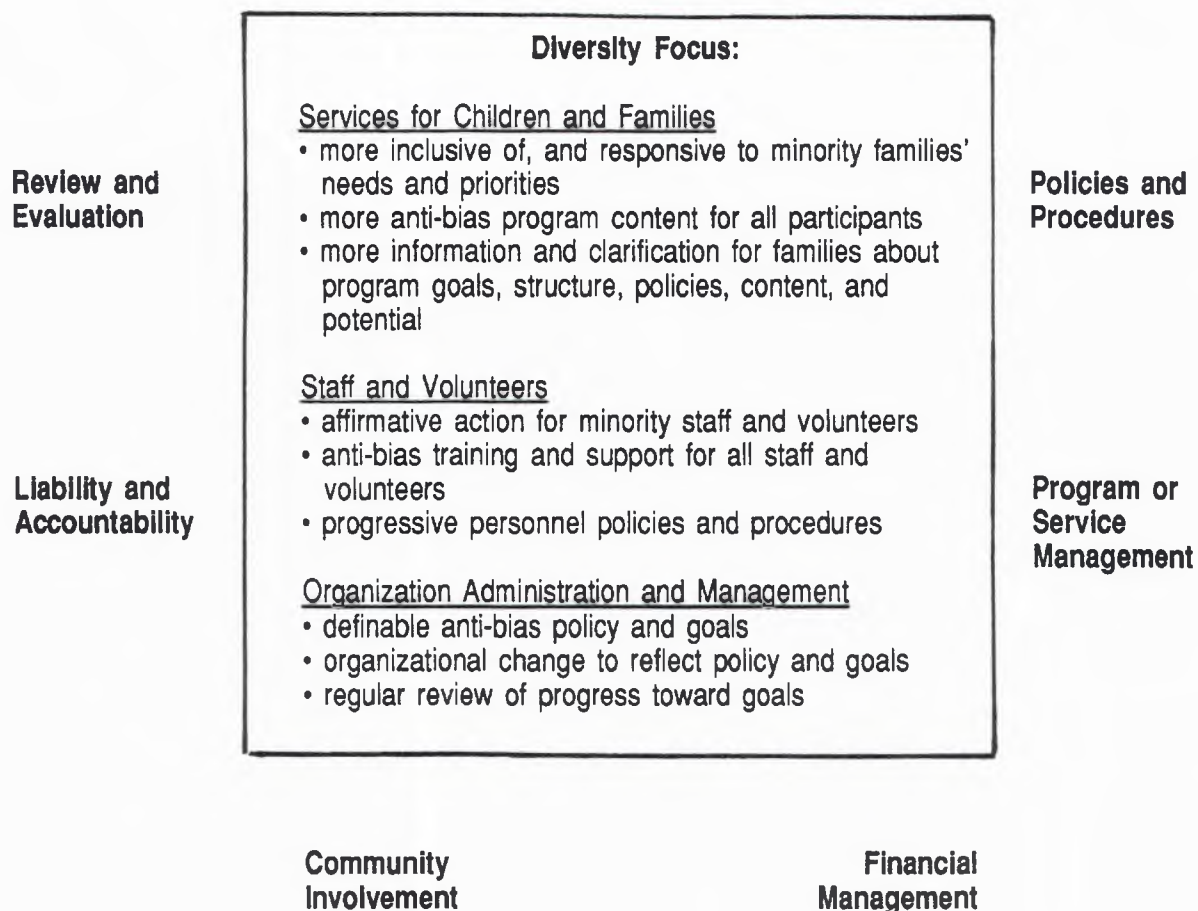 Diversity Focus:
Services for Children and Families
• more inclusive of, and responsive to minority families'
needs and priorities
• more anti-bias program content for all participants
• more information and clarification for families about
program goals, structure, policies, content, and
potential
Staff and Volunteers
• affirmative action for minority staff and volunteers
• anti-bias training and support for all staff and
volunteers
• progressive personnel policies and procedures
Organization Administration and Management
• definable anti-bias policy and goals
• organizational change to reflect policy and goals
• regular review of progress toward goals
Review and
Evaluation
Liability and
Accountability
Policies and
Procedures
Program or
Service
Management
Community
Involvement
Financial
Management